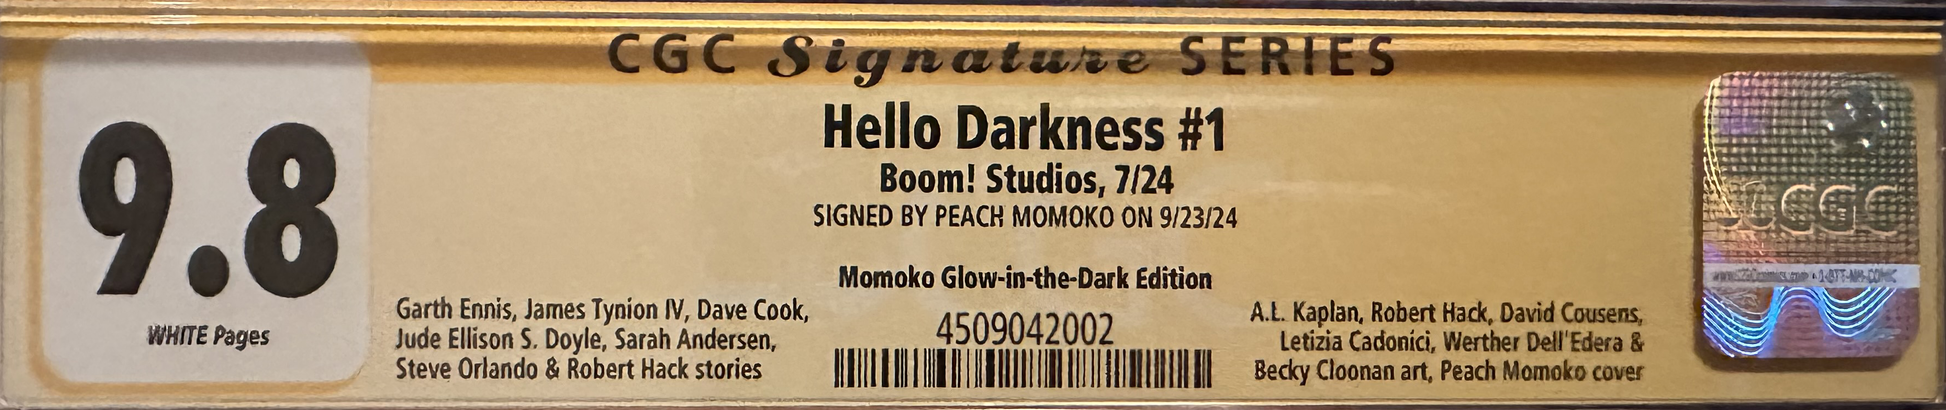 CGC Signature SERIES
9.8
WHITE Pages
Hello Darkness #1
Boom! Studios, 7/24
SIGNED BY PEACH MOMOKO ON 9/23/24
Momoko Glow-in-the-Dark Edition
Garth Ennis, James Tynion IV, Dave Cook,
Jude Ellison S. Doyle, Sarah Andersen,
Steve Orlando & Robert Hack stories
4509042002
A.L. Kaplan, Robert Hack, David Cousens,
Letizia Cadonici, Werther Dell'Edera &
Becky Cloonan art, Peach Momoko cover
CGC